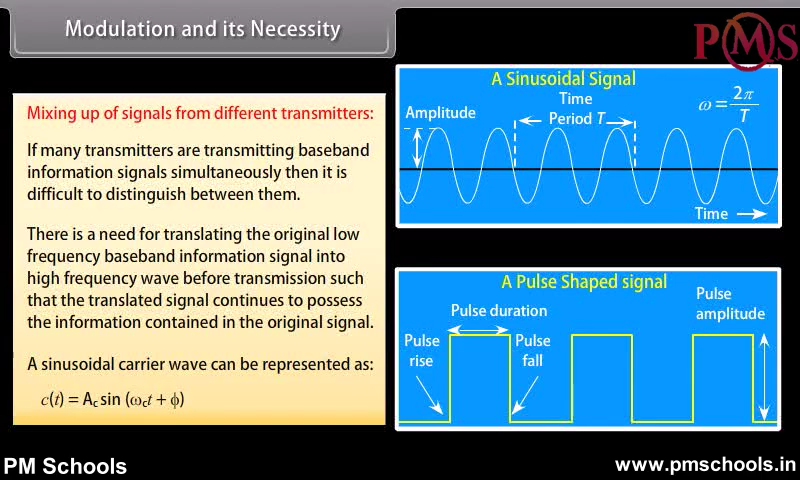 Modulation and its Necessity
PMS
Mixing up of signals from different transmitters:
If many transmitters are transmitting baseband
information signals simultaneously then it is
difficult to distinguish between them.
There is a need for translating the original low
frequency baseband information signal into
high frequency wave before transmission such
that the translated signal continues to possess
the information contained in the original signal.
A sinusoidal carrier wave can be represented as:
c(t) = A_c sin (ω_c t + ϕ)
A Sinusoidal Signal
Amplitude
Time
Period T
ω = 2π/T
Time
A Pulse Shaped signal
Pulse duration
Pulse
amplitude
Pulse
rise
Pulse
fall
PM Schools
www.pmschools.in